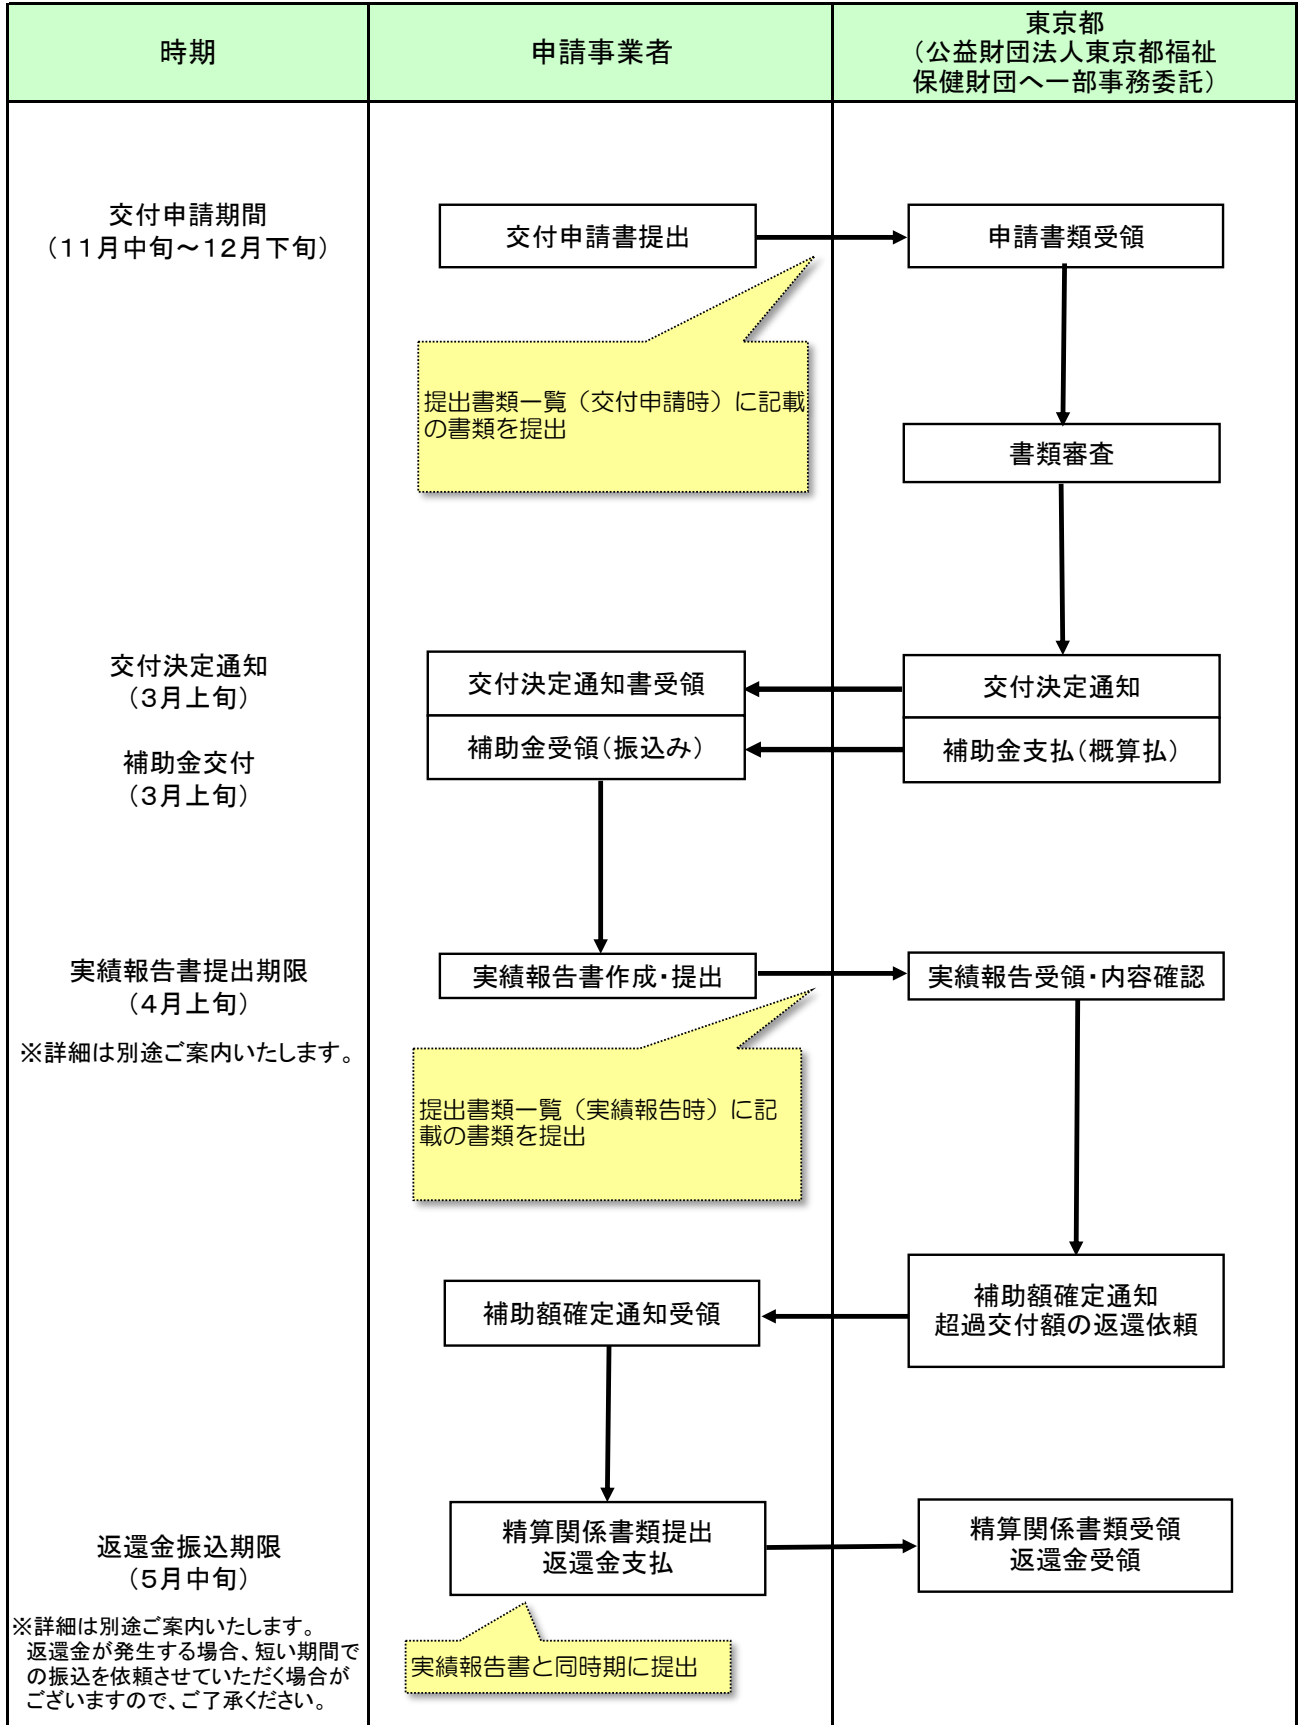 時期
申請事業者
東京都
（公益財団法人東京都福祉
保健財団へ一部事務委託）
交付申請期間
（１１月中旬～１２月下旬）
交付申請書提出
申請書類受領
提出書類一覧（交付申請時）に記載
の書類を提出
書類審査
交付決定通知
（３月上旬）
交付決定通知書受領
交付決定通知
補助金交付
（３月上旬）
補助金受領（振込み）
補助金支払（概算払）
実績報告書提出期限
（４月上旬）
※詳細は別途ご案内いたします。
実績報告書作成・提出
実績報告受領・内容確認
提出書類一覧（実績報告時）に記
載の書類を提出
補助額確定通知受領
補助額確定通知
超過交付額の返還依頼
返還金振込期限
（５月中旬）
精算関係書類提出
返還金支払
精算関係書類受領
返還金受領
※詳細は別途ご案内いたします。
返還金が発生する場合、短い期間で
の振込を依頼させていただく場合が
ございますので、ご了承ください。
実績報告書と同時期に提出